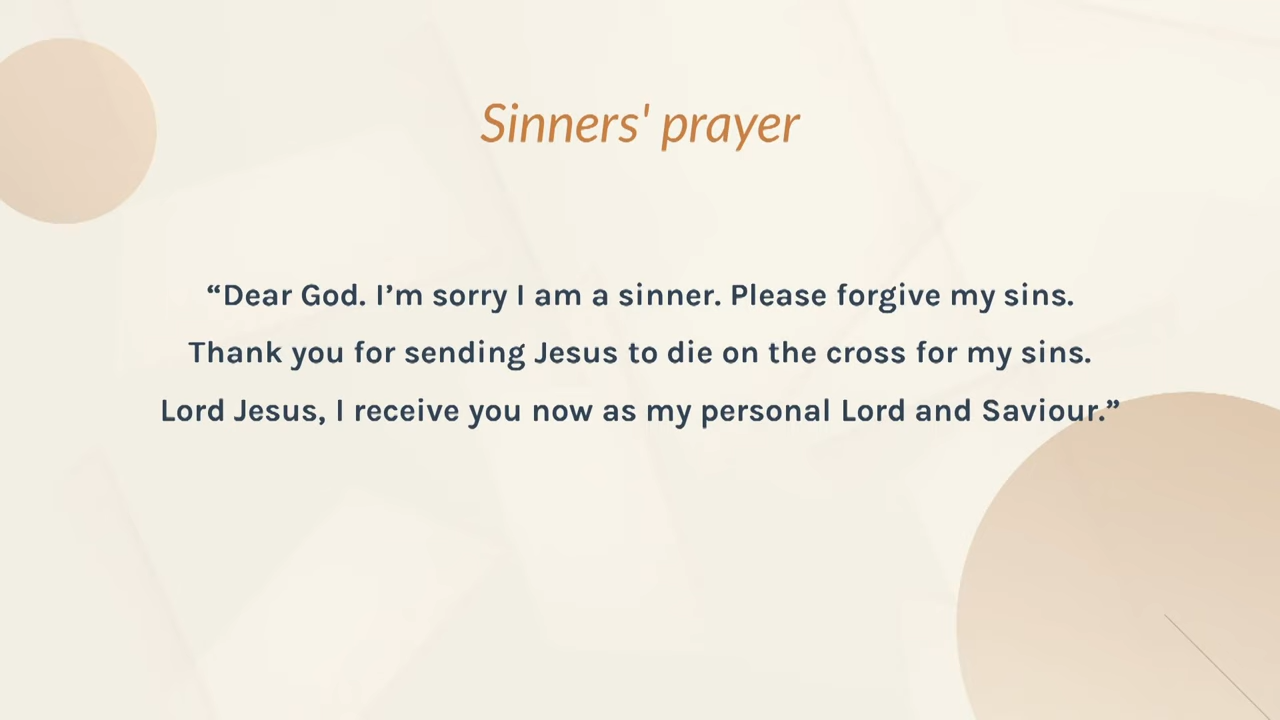 Sinners' prayer
“Dear God. I’m sorry I am a sinner. Please forgive my sins.
Thank you for sending Jesus to die on the cross for my sins.
Lord Jesus, I receive you now as my personal Lord and Saviour.”